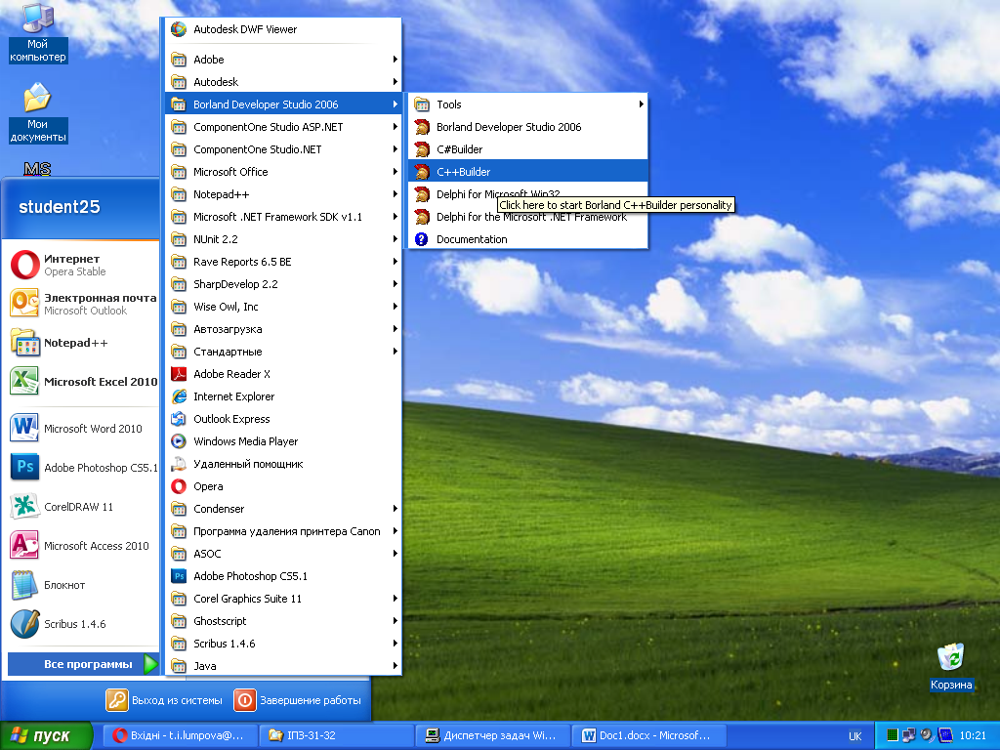 Мой
компьютер
Мои
документы
MS
student25
Интернет
Opera Stable
Электронная почта
Microsoft Outlook
Notepad++
Microsoft Excel 2010
Microsoft Word 2010
Adobe Photoshop CS5.1
CorelDRAW 11
Microsoft Access 2010
Блокнот
Scribus 1.4.6
Все программы
Autodesk DWF Viewer
Adobe
Autodesk
Borland Developer Studio 2006
ComponentOne Studio ASP.NET
ComponentOne Studio.NET
Microsoft Office
Notepad++
Microsoft .NET Framework SDK v1.1
NUnit 2.2
Rave Reports 6.5 BE
SharpDevelop 2.2
Wise Owl, Inc
Автозагрузка
Стандартные
Adobe Reader X
Internet Explorer
Outlook Express
Windows Media Player
Удаленный помощник
Opera
Condenser
Программа удаления принтера Canon
ASOC
Adobe Photoshop CS5.1
Corel Graphics Suite 11
Ghostscript
Scribus 1.4.6
Java
Tools
Borland Developer Studio 2006
C#Builder
C++Builder
Delphi for Microsoft Win32
Click here to start Borland C++Builder personality
Delphi for the Microsoft .NET Framework
Documentation
Корзина
Выход из системы
Завершение работы
пуск
Вхідні - t.i.lumpova@...
ІПЗ-31-32
Диспетчер задач Wi...
Doc1.docx - Microsof...
UK
10:21